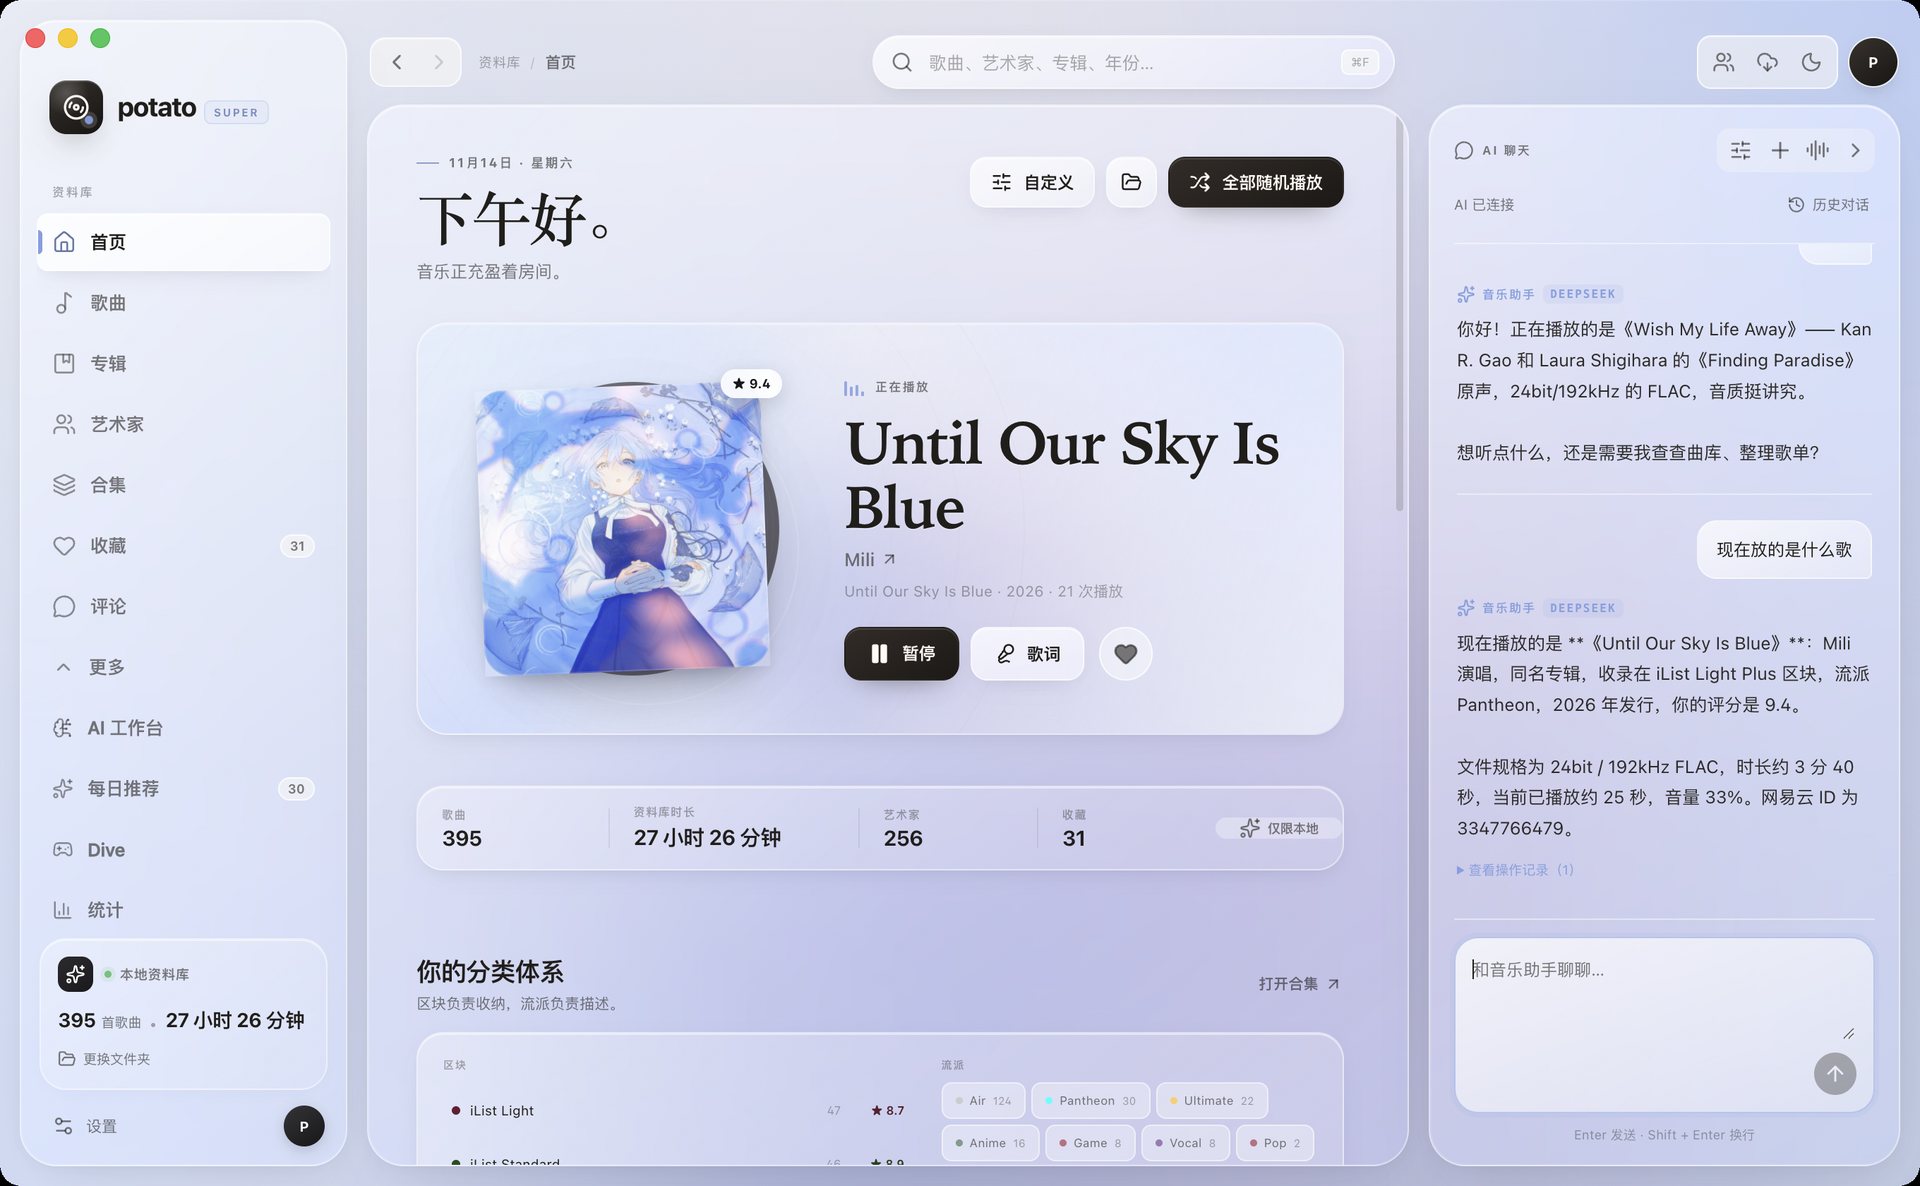 potato SUPER
资料库
首页
歌曲
专辑
艺术家
合集
收藏 31
评论
更多
AI 工作台
每日推荐 30
Dive
统计
本地资料库
395 首歌曲 。 27 小时 26 分钟
更换文件夹
设置 P
资料库 / 首页
歌曲、艺术家、专辑、年份... ⌘F
P
11月14日 · 星期六
下午好。
音乐正充盈着房间。
自定义
全部随机播放
★ 9.4
正在播放
Until Our Sky Is
Blue
Mili ↗
Until Our Sky Is Blue · 2026 · 21 次播放
暂停
歌词
歌曲
395
资料库时长
27 小时 26 分钟
艺术家
256
收藏
31
仅限本地
你的分类体系
区块负责收纳，流派负责描述。
打开合集 ↗
区块
iList Light 47 ★ 8.7
iList Standard 46 ★ 8.9
流派
Air 124 Pantheon 30 Ultimate 22
Anime 16 Game 8 Vocal 8 Pop 2
AI 聊天
AI 已连接 历史对话
音乐助手 DEEPSEEK
你好！正在播放的是《Wish My Life Away》—— Kan
R. Gao 和 Laura Shigihara 的《Finding Paradise》
原声，24bit/192kHz 的 FLAC，音质挺讲究。
想听点什么，还是需要我查查曲库、整理歌单？
现在放的是什么歌
音乐助手 DEEPSEEK
现在播放的是 **《Until Our Sky Is Blue》**：Mili
演唱，同名专辑，收录在 iList Light Plus 区块，流派
Pantheon，2026 年发行，你的评分是 9.4。
文件规格为 24bit / 192kHz FLAC，时长约 3 分 40
秒，当前已播放约 25 秒，音量 33%。网易云 ID 为
3347766479。
▶ 查看操作记录（1）
和音乐助手聊聊...
Enter 发送 · Shift + Enter 换行